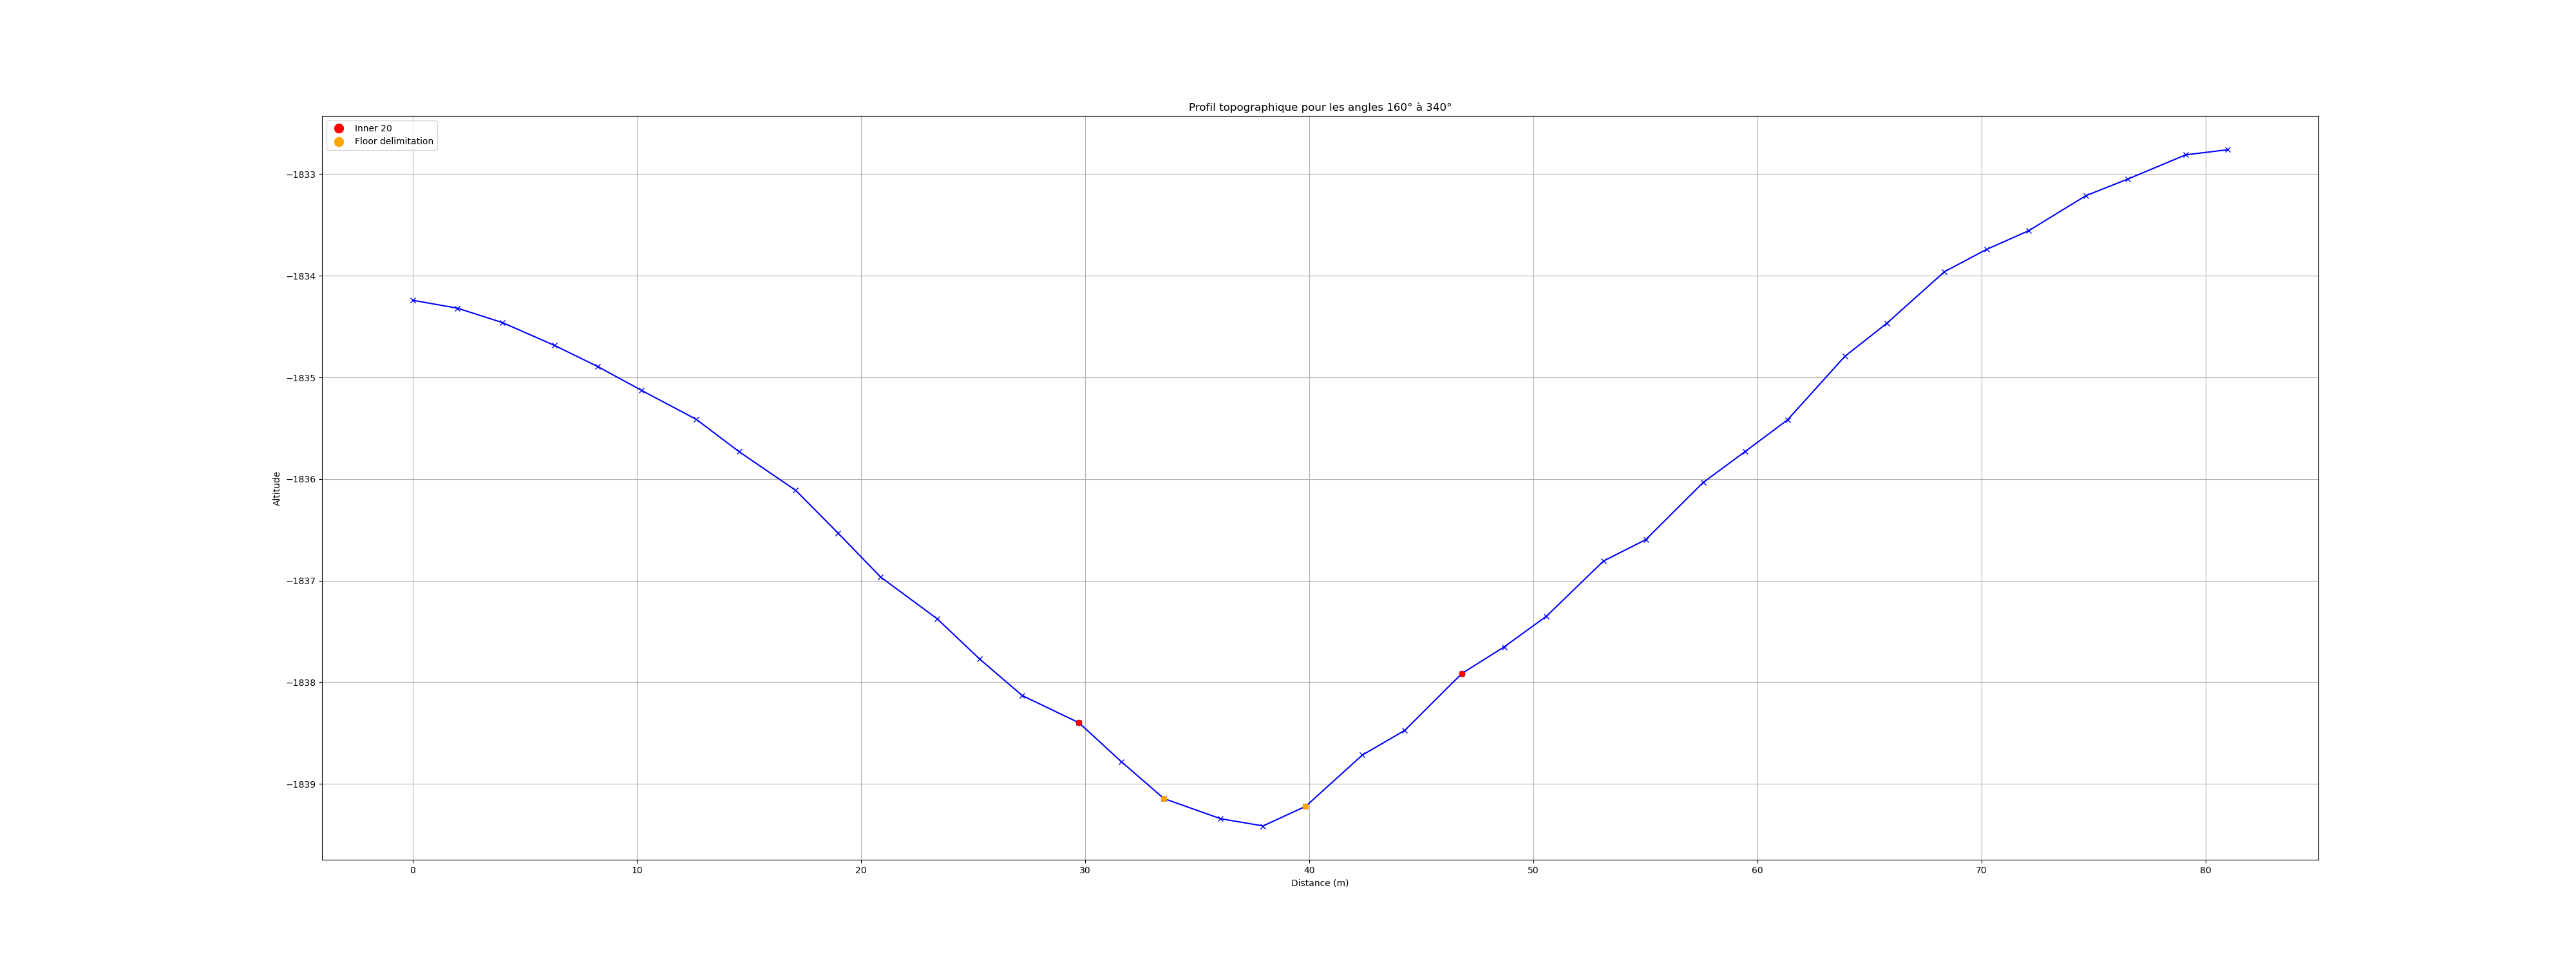 Profil topographique pour les angles 160° à 340°
Inner 20
Floor delimitation
−1833
−1834
−1835
−1836
−1837
−1838
−1839
Altitude
0 10 20 30 40 50 60 70 80
Distance (m)